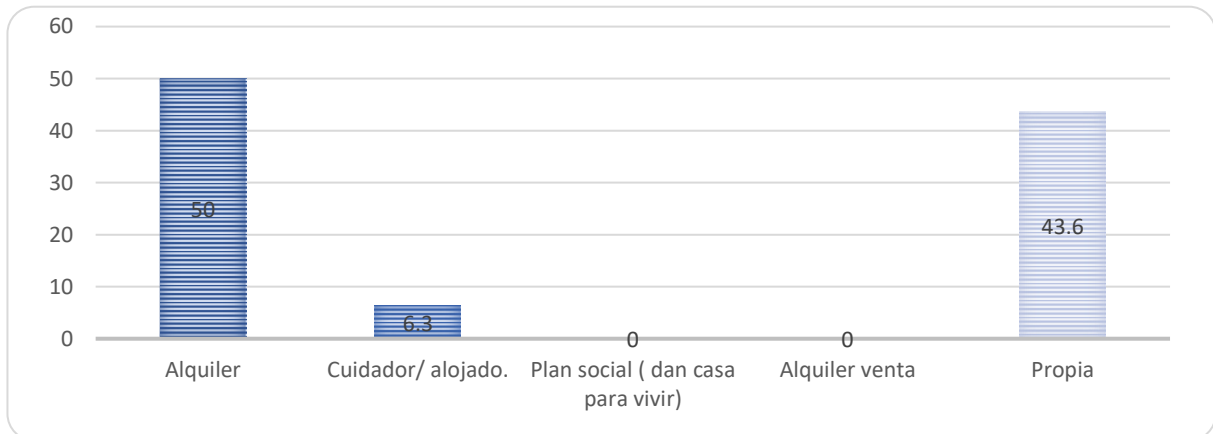 60
50
40
30
20
10
0
50
6.3
0
0
43.6
Alquiler
Cuidador/ alojado.
Plan social ( dan casa
para vivir)
Alquiler venta
Propia